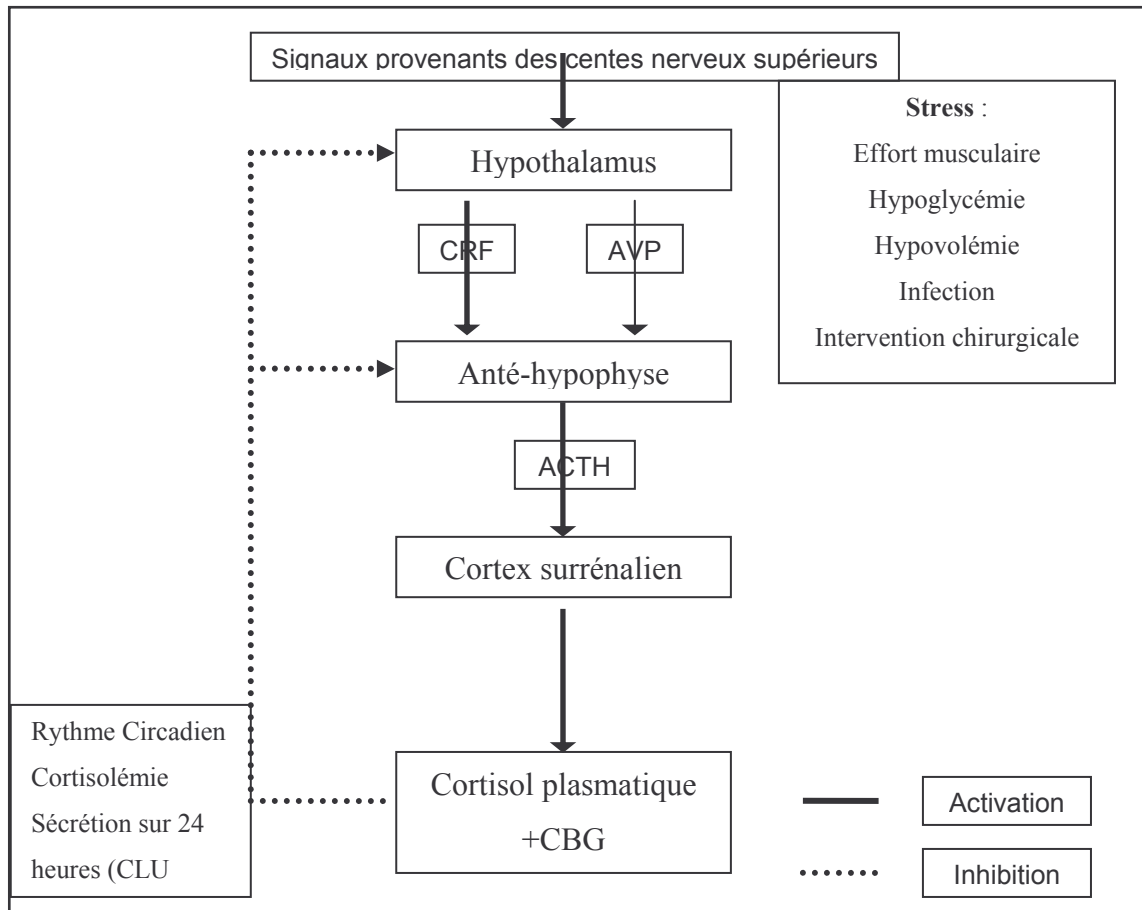 Signaux provenants des centes nerveux supérieurs
Stress :
Effort musculaire
Hypoglycémie
Hypovolémie
Infection
Intervention chirurgicale
Hypothalamus
CRF
AVP
Anté-hypophyse
ACTH
Cortex surrénalien
Rythme Circadien
Cortisolémie
Sécrétion sur 24
heures (CLU
Cortisol plasmatique
+CBG
Activation
Inhibition